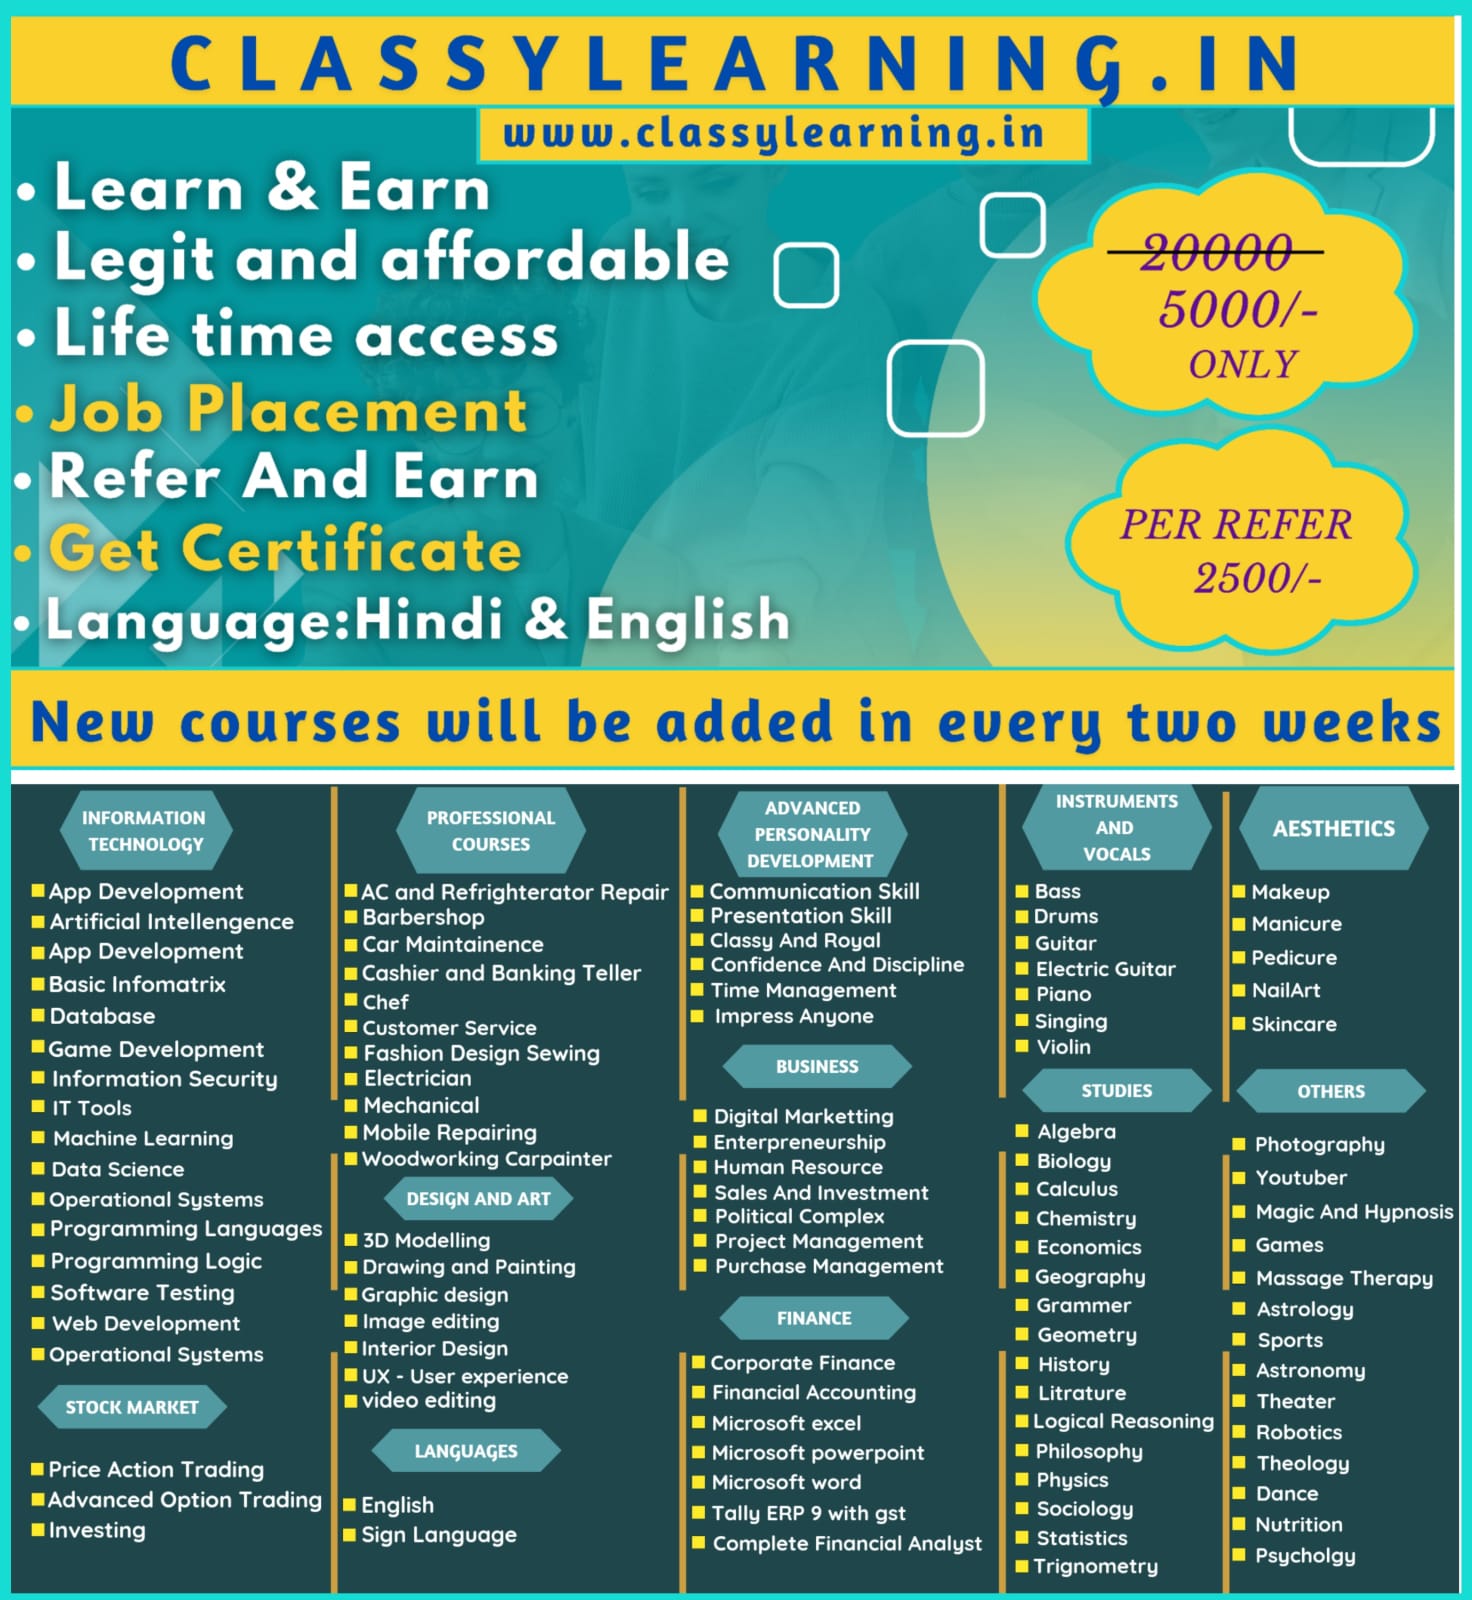 CLASSYLEARNING.IN
www.classylearning.in
• Learn & Earn
• Legit and affordable
• Life time access
• Job Placement
• Refer And Earn
• Get Certificate
• Language:Hindi & English
20000
5000/-
ONLY
PER REFER
2500/-
New courses will be added in every two weeks
INFORMATION
TECHNOLOGY
App Development
Artificial Intellengence
App Development
Basic Infomatrix
Database
Game Development
Information Security
IT Tools
Machine Learning
Data Science
Operational Systems
Programming Languages
Programming Logic
Software Testing
Web Development
Operational Systems
STOCK MARKET
Price Action Trading
Advanced Option Trading
Investing
PROFESSIONAL
COURSES
AC and Refrighterator Repair
Barbershop
Car Maintainence
Cashier and Banking Teller
Chef
Customer Service
Fashion Design Sewing
Electrician
Mechanical
Mobile Repairing
Woodworking Carpainter
DESIGN AND ART
3D Modelling
Drawing and Painting
Graphic design
Image editing
Interior Design
UX - User experience
video editing
LANGUAGES
English
Sign Language
ADVANCED
PERSONALITY
DEVELOPMENT
Communication Skill
Presentation Skill
Classy And Royal
Confidence And Discipline
Time Management
Impress Anyone
BUSINESS
Digital Marketting
Enterpreneurship
Human Resource
Sales And Investment
Political Complex
Project Management
Purchase Management
FINANCE
Corporate Finance
Financial Accounting
Microsoft excel
Microsoft powerpoint
Microsoft word
Tally ERP 9 with gst
Complete Financial Analyst
INSTRUMENTS
AND
VOCALS
Bass
Drums
Guitar
Electric Guitar
Piano
Singing
Violin
STUDIES
Algebra
Biology
Calculus
Chemistry
Economics
Geography
Grammer
Geometry
History
Litrature
Logical Reasoning
Philosophy
Physics
Sociology
Statistics
Trignometry
AESTHETICS
Makeup
Manicure
Pedicure
NailArt
Skincare
OTHERS
Photography
Youtuber
Magic And Hypnosis
Games
Massage Therapy
Astrology
Sports
Astronomy
Theater
Robotics
Theology
Dance
Nutrition
Psycholgy